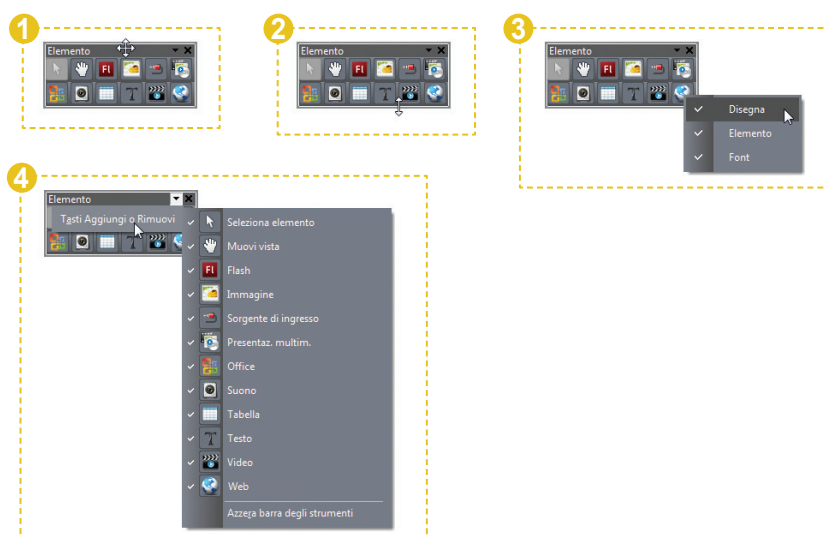 1
Elemento
Fl
T
2
Elemento
Fl
T
3
Elemento
Fl
T
Disegna
Elemento
Font
4
Elemento
Tasti Aggiungi o Rimuovi
T
Seleziona elemento
Muovi vista
Fl Flash
Immagine
Sorgente di ingresso
Presentaz. multim.
Office
Suono
Tabella
T Testo
Video
Web
Azzera barra degli strumenti